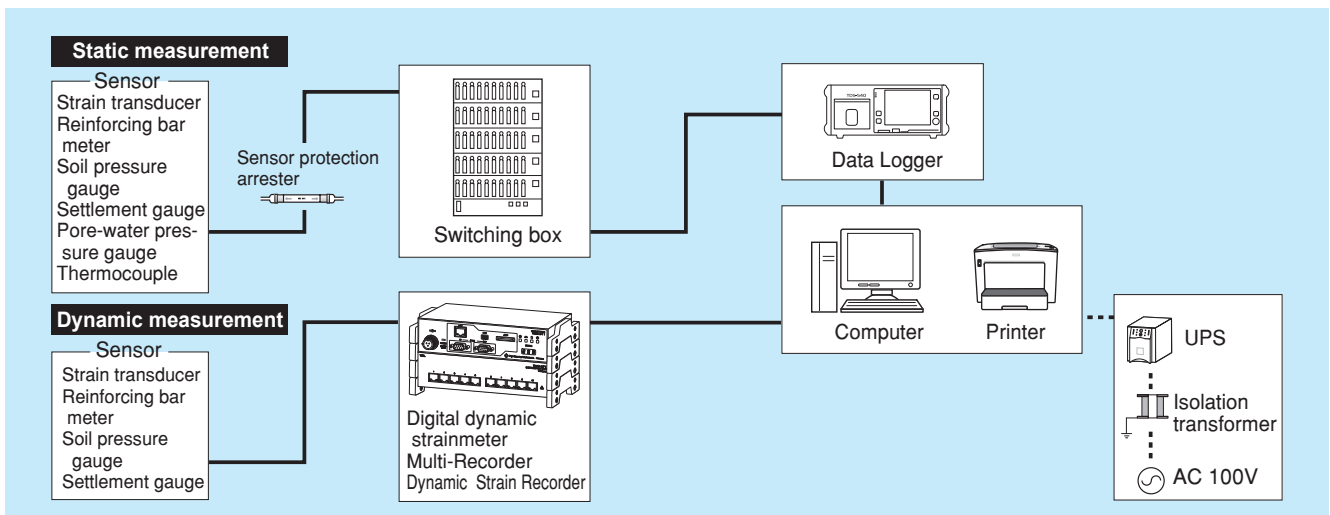 Static measurement
Sensor
Strain transducer
Reinforcing bar
meter
Soil pressure
gauge
Settlement gauge
Pore-water pres-
sure gauge
Thermocouple
Sensor protection
arrester
Switching box
TDS-540
Data Logger
Computer
Printer
UPS
Isolation
transformer
AC 100V
Dynamic measurement
Sensor
Strain transducer
Reinforcing bar
meter
Soil pressure
gauge
Settlement gauge
Digital dynamic
strainmeter
Multi-Recorder
Dynamic Strain Recorder